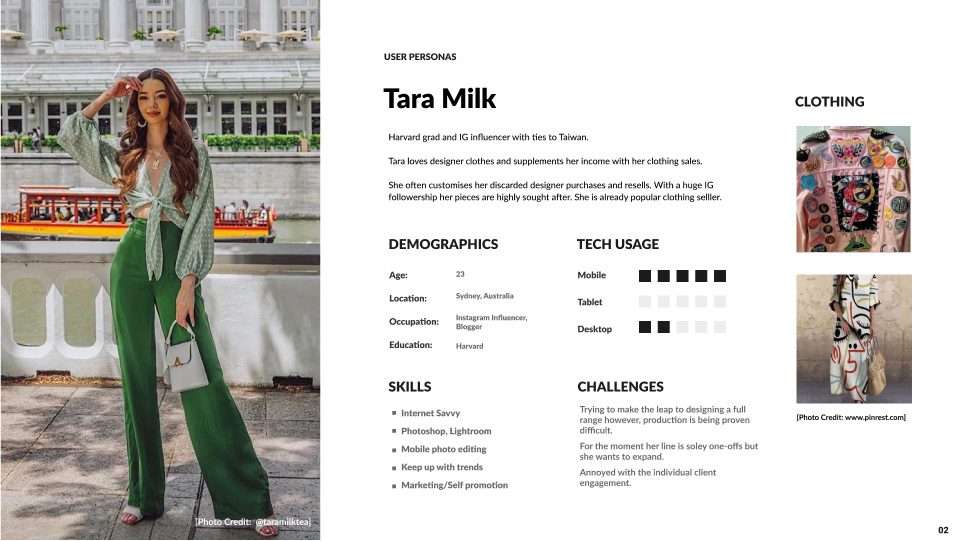 USER PERSONAS
Tara Milk
Harvard grad and IG influencer with ties to Taiwan.
Tara loves designer clothes and supplements her income with her clothing sales.
She often customises her discarded designer purchases and resells. With a huge IG
followership her pieces are highly sought after. She is already popular clothing selller.
DEMOGRAPHICS
Age: 23
Location: Sydney, Australia
Occupation: Instagram Influencer,
Blogger
Education: Harvard
TECH USAGE
Mobile
Tablet
Desktop
SKILLS
Internet Savvy
Photoshop, Lightroom
Mobile photo editing
Keep up with trends
Marketing/Self promotion
CHALLENGES
Trying to make the leap to designing a full
range however, production is being proven
difficult.
For the moment her line is soley one-offs but
she wants to expand.
Annoyed with the individual client
engagement.
CLOTHING
[Photo Credit: www.pinrest.com]
[Photo Credit: @taramilktea]
02